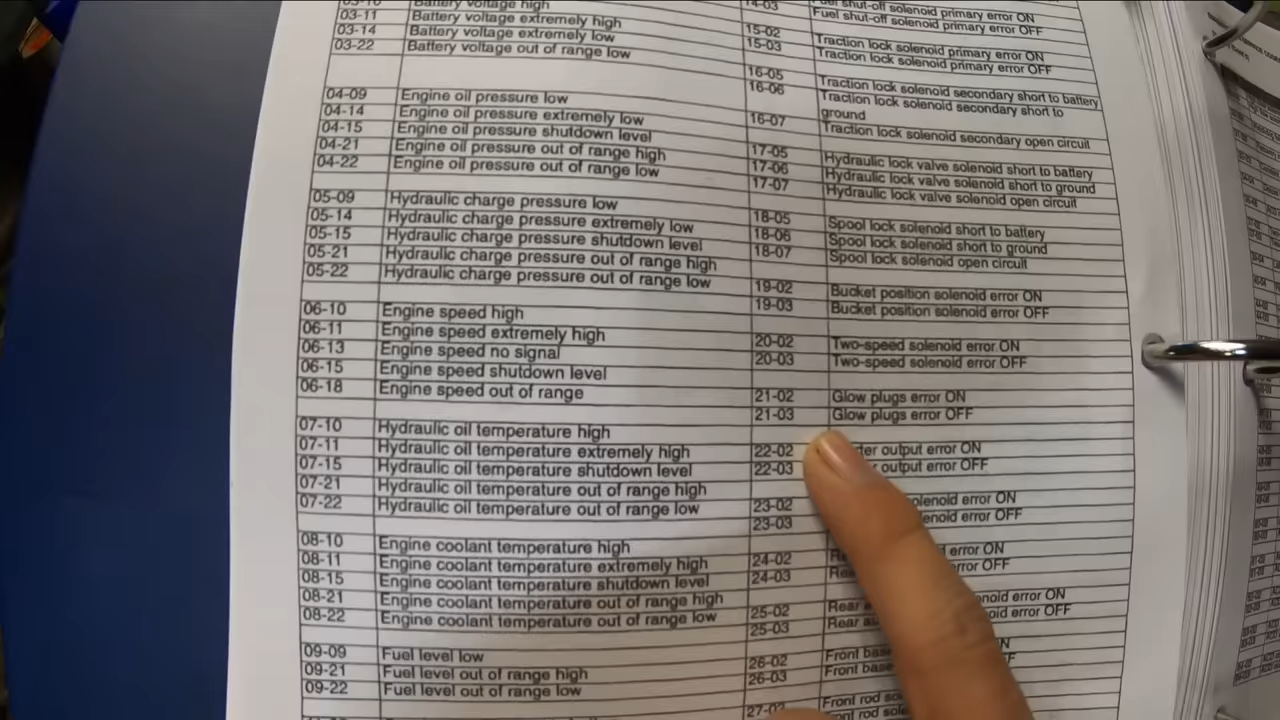 03-10 Battery voltage high
03-11 Battery voltage extremely high
03-14 Battery voltage extremely low
03-22 Battery voltage out of range low
04-09 Engine oil pressure low
04-14 Engine oil pressure extremely low
04-15 Engine oil pressure shutdown level
04-21 Engine oil pressure out of range high
04-22 Engine oil pressure out of range low
05-09 Hydraulic charge pressure low
05-14 Hydraulic charge pressure extremely low
05-15 Hydraulic charge pressure shutdown level
05-21 Hydraulic charge pressure out of range high
05-22 Hydraulic charge pressure out of range low
06-10 Engine speed high
06-11 Engine speed extremely high
06-13 Engine speed no signal
06-15 Engine speed shutdown level
06-18 Engine speed out of range
07-10 Hydraulic oil temperature high
07-11 Hydraulic oil temperature extremely high
07-15 Hydraulic oil temperature shutdown level
07-21 Hydraulic oil temperature out of range high
07-22 Hydraulic oil temperature out of range low
08-10 Engine coolant temperature high
08-11 Engine coolant temperature extremely high
08-15 Engine coolant temperature shutdown level
08-21 Engine coolant temperature out of range high
08-22 Engine coolant temperature out of range low
09-09 Fuel level low
09-21 Fuel level out of range high
09-22 Fuel level out of range low
14-03 Fuel shut-off solenoid primary error ON
Fuel shut-off solenoid primary error OFF
15-02 Traction lock solenoid primary error ON
15-03 Traction lock solenoid primary error OFF
16-05 Traction lock solenoid secondary short to battery
16-06 Traction lock solenoid secondary short to
ground
16-07 Traction lock solenoid secondary open circuit
17-05 Hydraulic lock valve solenoid short to battery
17-06 Hydraulic lock valve solenoid short to ground
17-07 Hydraulic lock valve solenoid open circuit
18-05 Spool lock solenoid short to battery
18-06 Spool lock solenoid short to ground
18-07 Spool lock solenoid open circuit
19-02 Bucket position solenoid error ON
19-03 Bucket position solenoid error OFF
20-02 Two-speed solenoid error ON
20-03 Two-speed solenoid error OFF
21-02 Glow plugs error ON
21-03 Glow plugs error OFF
22-02 output error ON
22-03 output error OFF
23-02 error ON
23-03 error OFF
24-02 error ON
24-03 error OFF
25-02 Rear error ON
25-03 Rear error OFF
26-02 Front base
26-03 Front base
27-02 Front rod